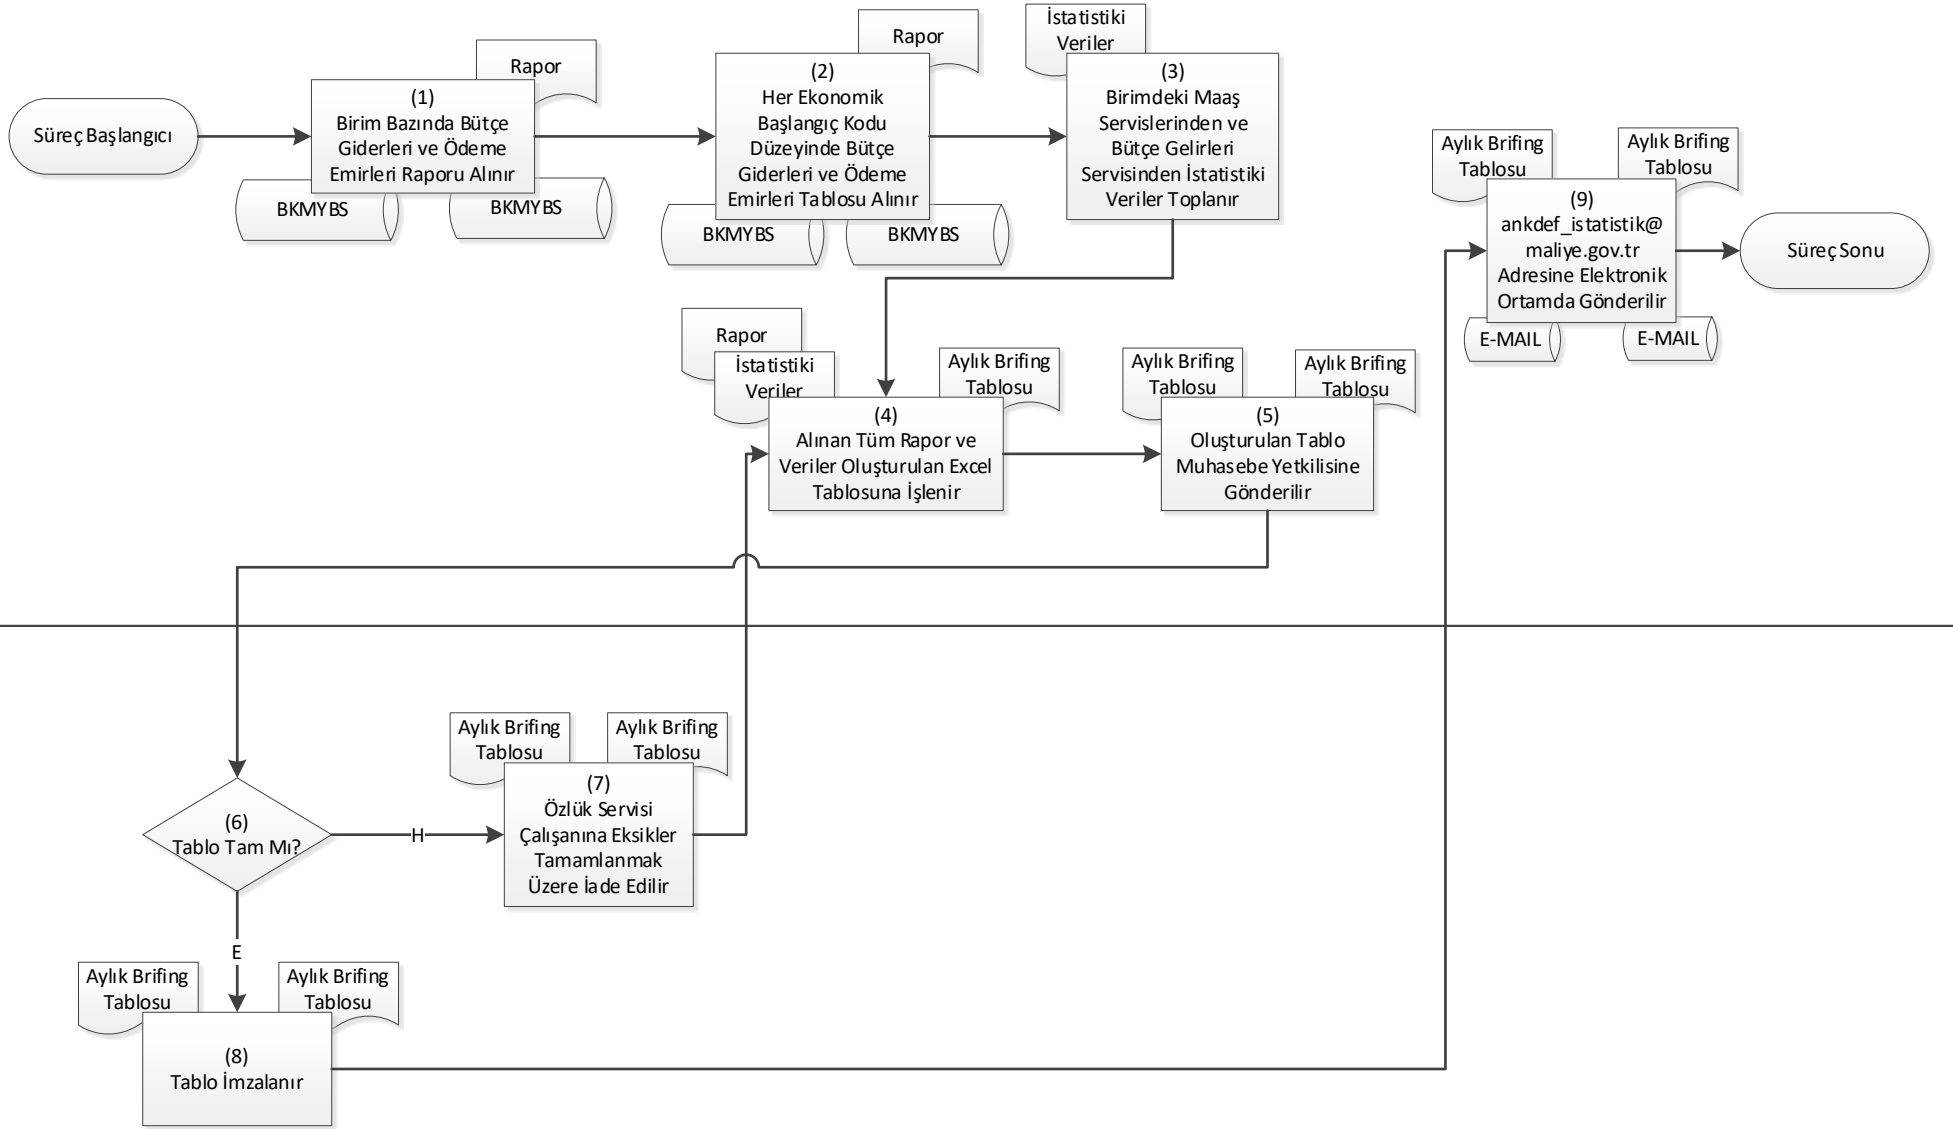 Süreç Başlangıcı
Rapor
(1)
Birim Bazında Bütçe
Giderleri ve Ödeme
Emirleri Raporu Alınır
BKMYBS
BKMYBS
Rapor
(2)
Her Ekonomik
Başlangıç Kodu
Düzeyinde Bütçe
Giderleri ve Ödeme
Emirleri Tablosu Alınır
BKMYBS
BKMYBS
İstatistiki
Veriler
(3)
Birimdeki Maaş
Servislerinden ve
Bütçe Gelirleri
Servisinden İstatistiki
Veriler Toplanır
Rapor
İstatistiki
Veriler
Aylık Brifing
Tablosu
(4)
Alınan Tüm Rapor ve
Veriler Oluşturulan Excel
Tablosuna İşlenir
Aylık Brifing
Tablosu
Aylık Brifing
Tablosu
(5)
Oluşturulan Tablo
Muhasebe Yetkilisine
Gönderilir
(6)
Tablo Tam Mı?
H
E
Aylık Brifing
Tablosu
Aylık Brifing
Tablosu
(7)
Özlük Servisi
Çalışanına Eksikler
Tamamlanmak
Üzere İade Edilir
Aylık Brifing
Tablosu
Aylık Brifing
Tablosu
(8)
Tablo İmzalanır
Aylık Brifing
Tablosu
Aylık Brifing
Tablosu
(9)
ankdef_istatistik@
maliye.gov.tr
Adresine Elektronik
Ortamda Gönderilir
E-MAIL
E-MAIL
Süreç Sonu